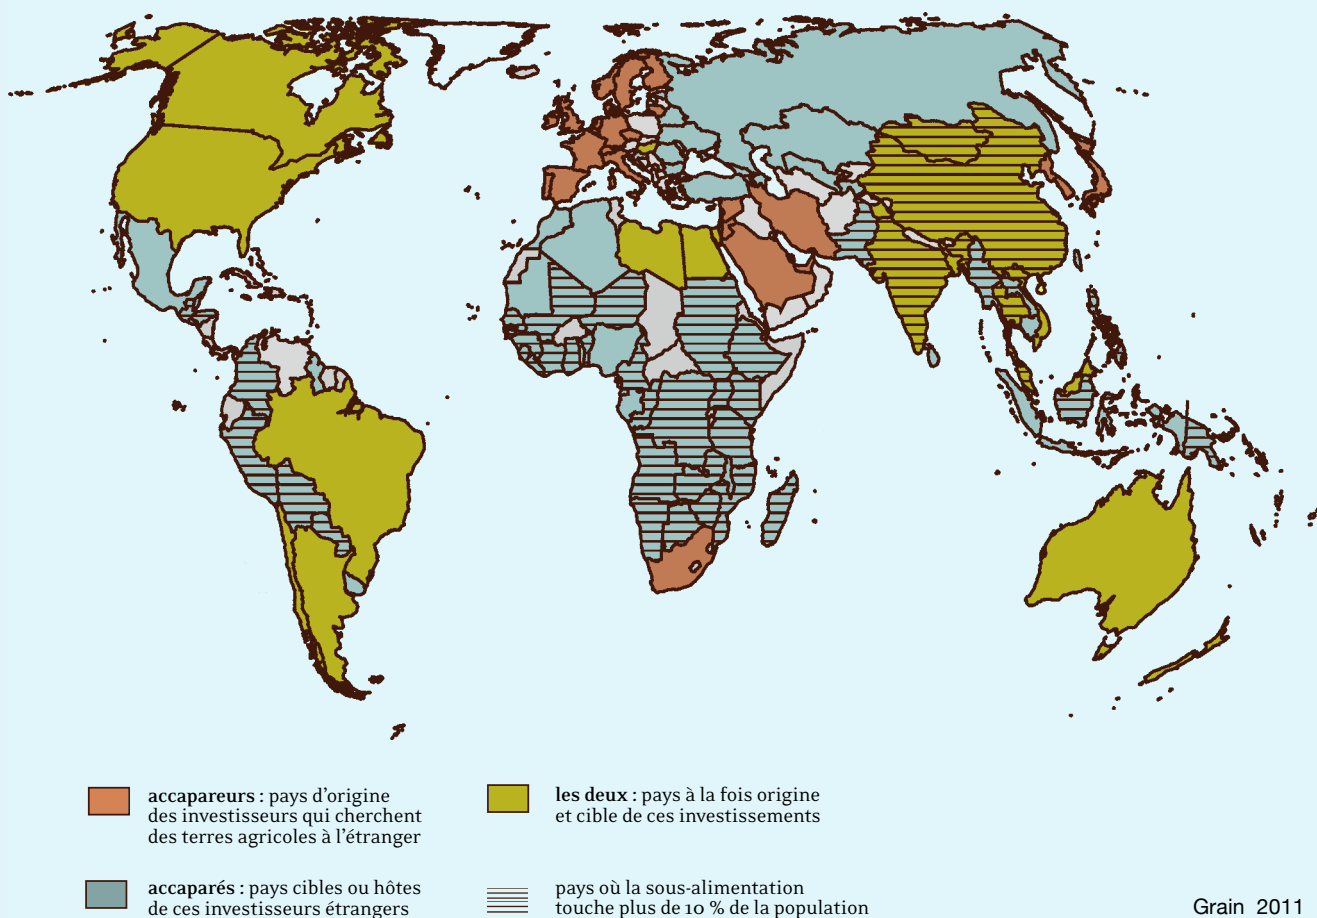 accapareurs : pays d'origine
des investisseurs qui cherchent
des terres agricoles à l'étranger
les deux : pays à la fois origine
et cible de ces investissements
accaparés : pays cibles ou hôtes
de ces investisseurs étrangers
pays où la sous-alimentation
touche plus de 10 % de la population
Grain 2011